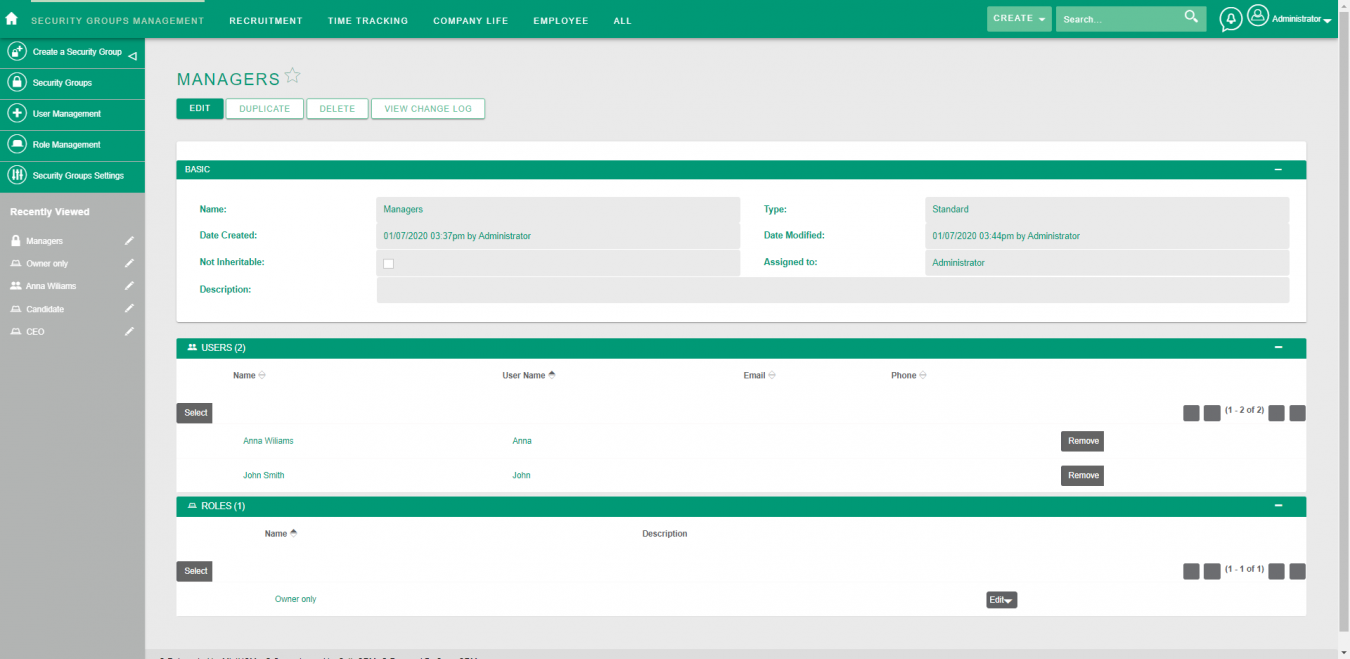 SECURITY GROUPS MANAGEMENT RECRUITMENT TIME TRACKING COMPANY LIFE EMPLOYEE ALL CREATE Search... Administrator
Create a Security Group
Security Groups
User Management
Role Management
Security Groups Settings
Recently Viewed
Managers
Owner only
Anna Wiliams
Candidate
CEO
MANAGERS
EDIT DUPLICATE DELETE VIEW CHANGE LOG
BASIC
Name: Managers Type: Standard
Date Created: 01/07/2020 03:37pm by Administrator Date Modified: 01/07/2020 03:44pm by Administrator
Not Inheritable: Assigned to: Administrator
Description:
USERS (2)
Name User Name Email Phone
Select (1 - 2 of 2)
Anna Wiliams Anna Remove
John Smith John Remove
ROLES (1)
Name Description
Select (1 - 1 of 1)
Owner only Edit